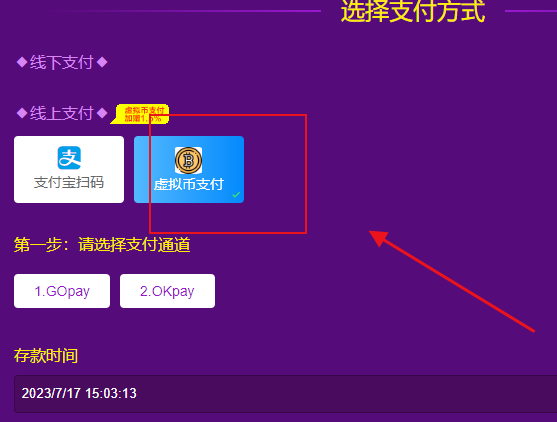 选择支付方式
◆线下支付◆
◆线上支付◆
虚拟币支付
加赠1.5%
支付宝扫码
虚拟币支付
第一步：请选择支付通道
1.GOpay
2.OKpay
存款时间
2023/7/17 15:03:13